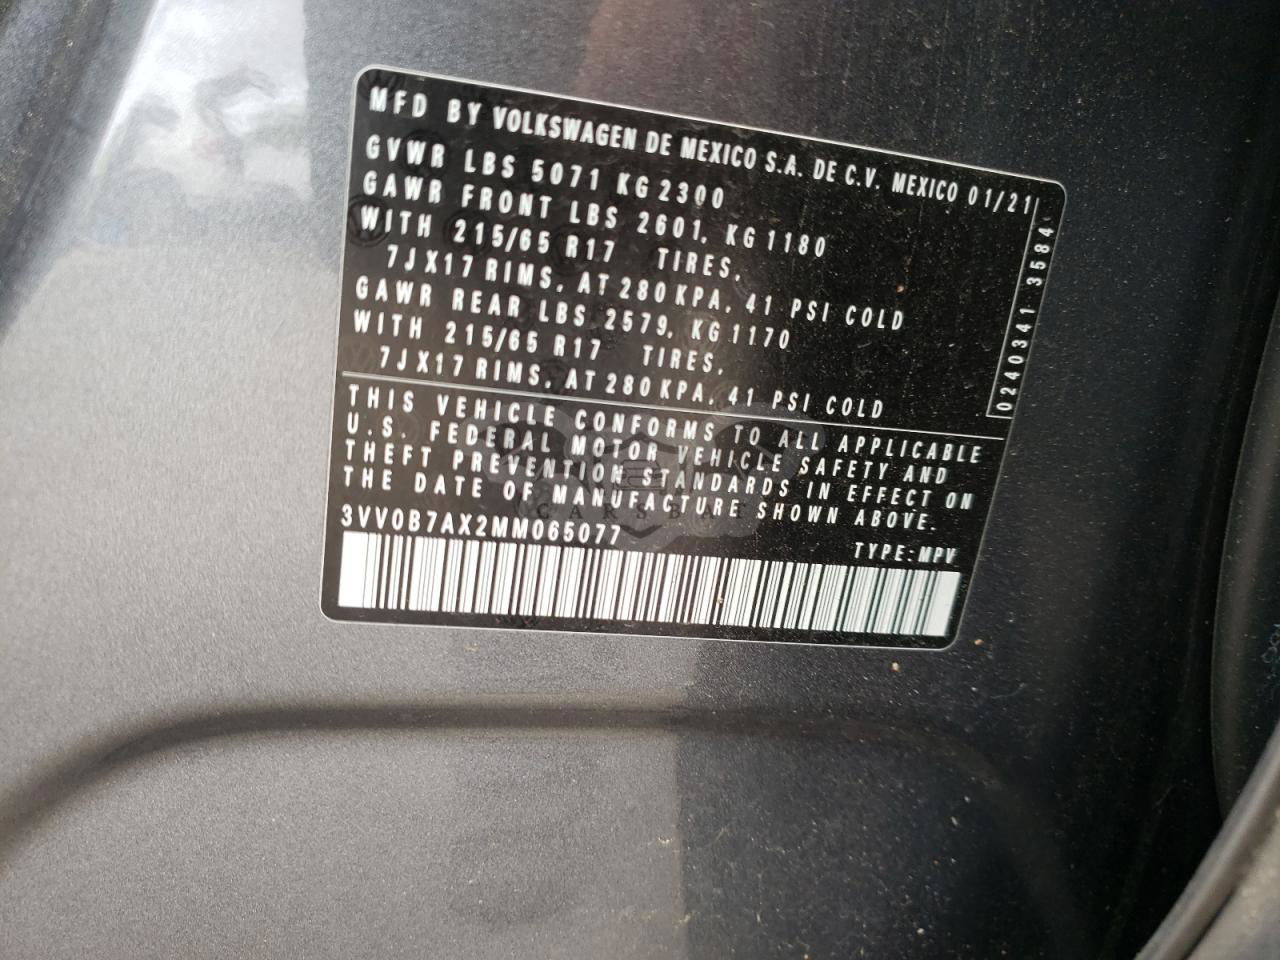 MFD BY VOLKSWAGEN DE MEXICO S.A. DE C.V. MEXICO 01/21
GVWR LBS 5071 KG 2300
GAWR FRONT LBS 2601, KG 1180
WITH 215/65 R17 TIRES,
7JX17 RIMS, AT 280 KPA, 41 PSI COLD
GAWR REAR LBS 2579, KG 1170
WITH 215/65 R17 TIRES,
7JX17 RIMS, AT 280 KPA, 41 PSI COLD
0240341 3584
THIS VEHICLE CONFORMS TO ALL APPLICABLE
U.S. FEDERAL MOTOR VEHICLE SAFETY AND
THEFT PREVENTION STANDARDS IN EFFECT ON
THE DATE OF MANUFACTURE SHOWN ABOVE.
3VV0B7AX2MM065077
TYPE:MPV